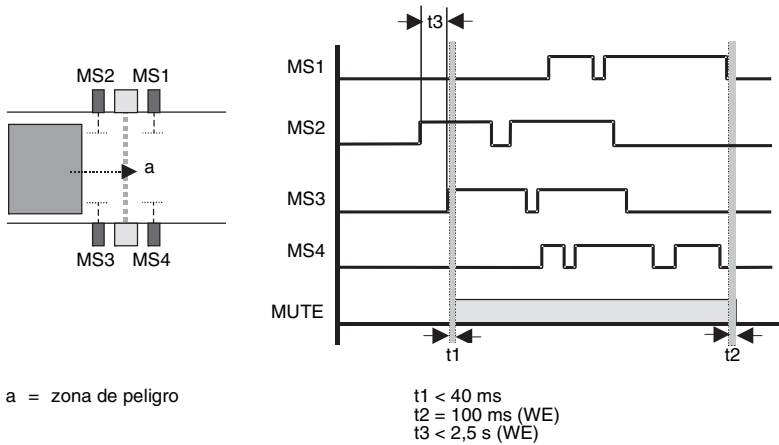 MS2 MS1
a
MS3 MS4
t3
MS1
MS2
MS3
MS4
MUTE
t1 t2
a = zona de peligro
t1 < 40 ms
t2 = 100 ms (WE)
t3 < 2,5 s (WE)